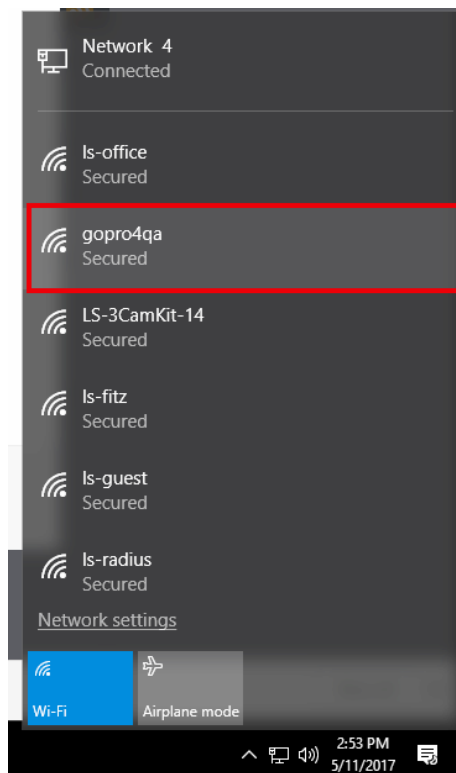 Network 4
Connected
ls-office
Secured
gopro4qa
Secured
LS-3CamKit-14
Secured
ls-fitz
Secured
ls-guest
Secured
ls-radius
Secured
Network settings
Wi-Fi
Airplane mode
2:53 PM
5/11/2017